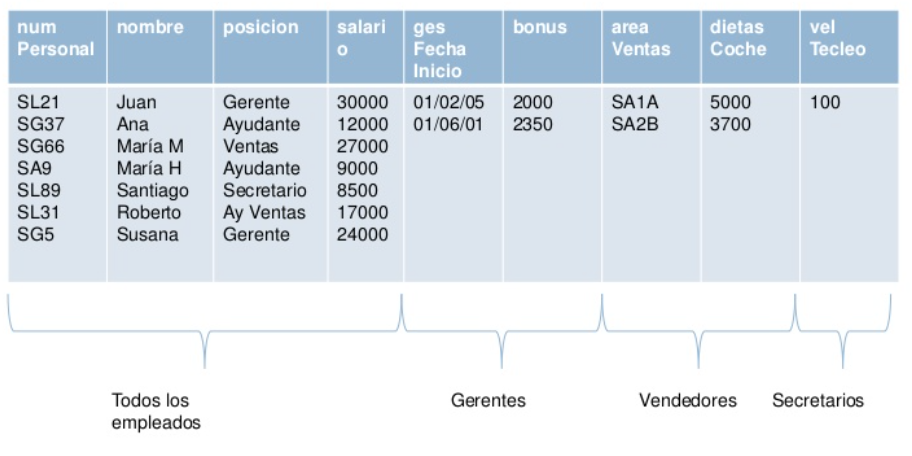 num Personal nombre posicion salario ges Fecha Inicio bonus area Ventas dietas Coche vel Tecleo
SL21 Juan Gerente 30000 01/02/05 2000 SA1A 5000 100
SG37 Ana Ayudante 12000 01/06/01 2350 SA2B 3700
SG66 María M Ventas 27000
SA9 María H Ayudante 9000
SL89 Santiago Secretario 8500
SL31 Roberto Ay Ventas 17000
SG5 Susana Gerente 24000
Todos los empleados Gerentes Vendedores Secretarios